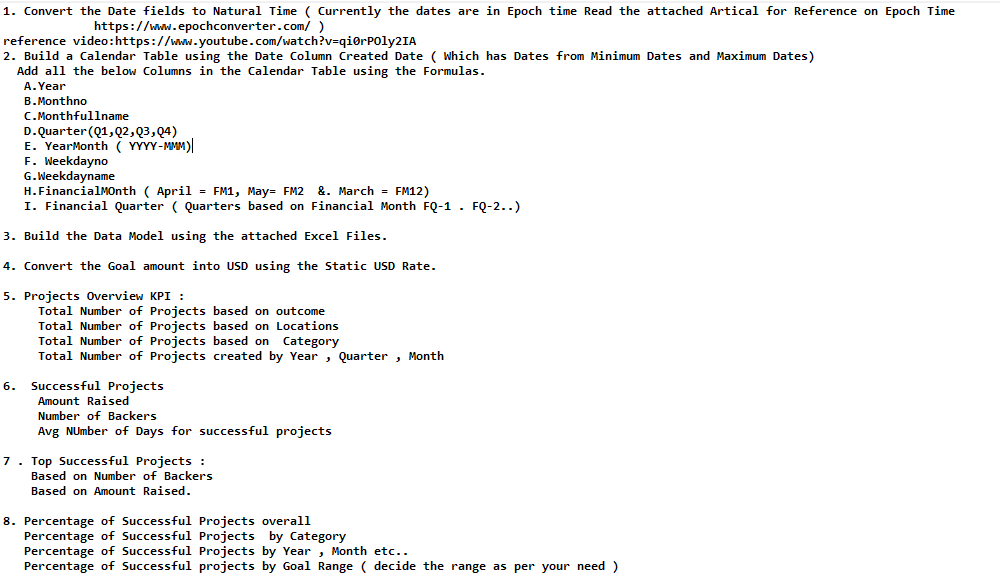 1. Convert the Date fields to Natural Time ( Currently the dates are in Epoch time Read the attached Artical for Reference on Epoch Time
https://www.epochconverter.com/ )
reference video:https://www.youtube.com/watch?v=qi0rPOly2IA
2. Build a Calendar Table using the Date Column Created Date ( Which has Dates from Minimum Dates and Maximum Dates)
Add all the below Columns in the Calendar Table using the Formulas.
A.Year
B.Monthno
C.Monthfullname
D.Quarter(Q1,Q2,Q3,Q4)
E. YearMonth ( YYYY-MMM)
F. Weekdayno
G.Weekdayname
H.FinancialMOnth ( April = FM1, May= FM2 &. March = FM12)
I. Financial Quarter ( Quarters based on Financial Month FQ-1 . FQ-2..)
3. Build the Data Model using the attached Excel Files.
4. Convert the Goal amount into USD using the Static USD Rate.
5. Projects Overview KPI :
Total Number of Projects based on outcome
Total Number of Projects based on Locations
Total Number of Projects based on Category
Total Number of Projects created by Year , Quarter , Month
6. Successful Projects
Amount Raised
Number of Backers
Avg NUmber of Days for successful projects
7 . Top Successful Projects :
Based on Number of Backers
Based on Amount Raised.
8. Percentage of Successful Projects overall
Percentage of Successful Projects by Category
Percentage of Successful Projects by Year , Month etc..
Percentage of Successful projects by Goal Range ( decide the range as per your need )